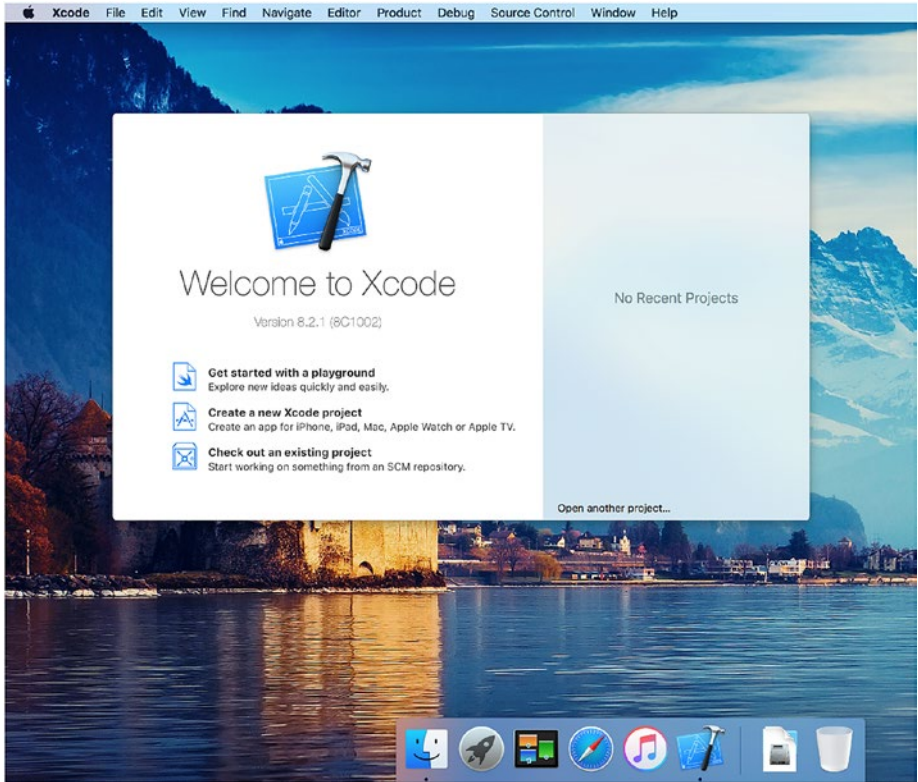 Xcode File Edit View Find Navigate Editor Product Debug Source Control Window Help
Welcome to Xcode
Version 8.2.1 (8C1002)
Get started with a playground
Explore new ideas quickly and easily.
Create a new Xcode project
Create an app for iPhone, iPad, Mac, Apple Watch or Apple TV.
Check out an existing project
Start working on something from an SCM repository.
No Recent Projects
Open another project...